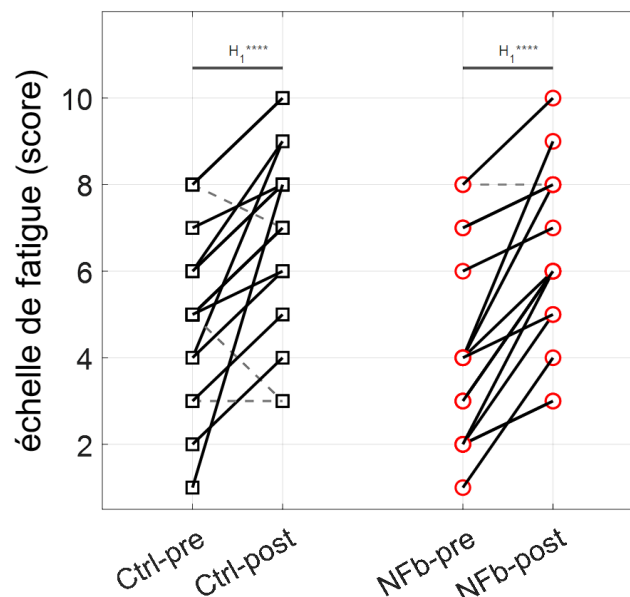 H1**** H1****
10
8
6
4
2
échelle de fatigue (score)
Ctrl-pre Ctrl-post NFb-pre NFb-post